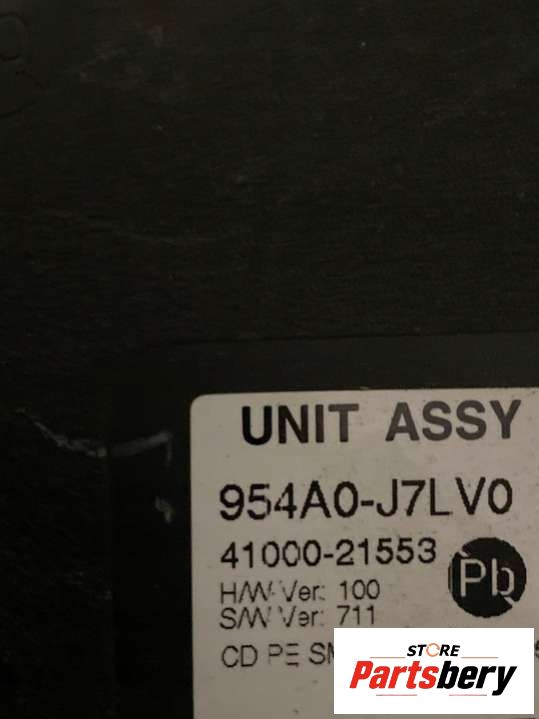 UNIT ASSY
954A0-J7LV0
41000-21553
Pb
H/W Ver: 100
S/W Ver: 711
CD PE
STORE
Partsbery